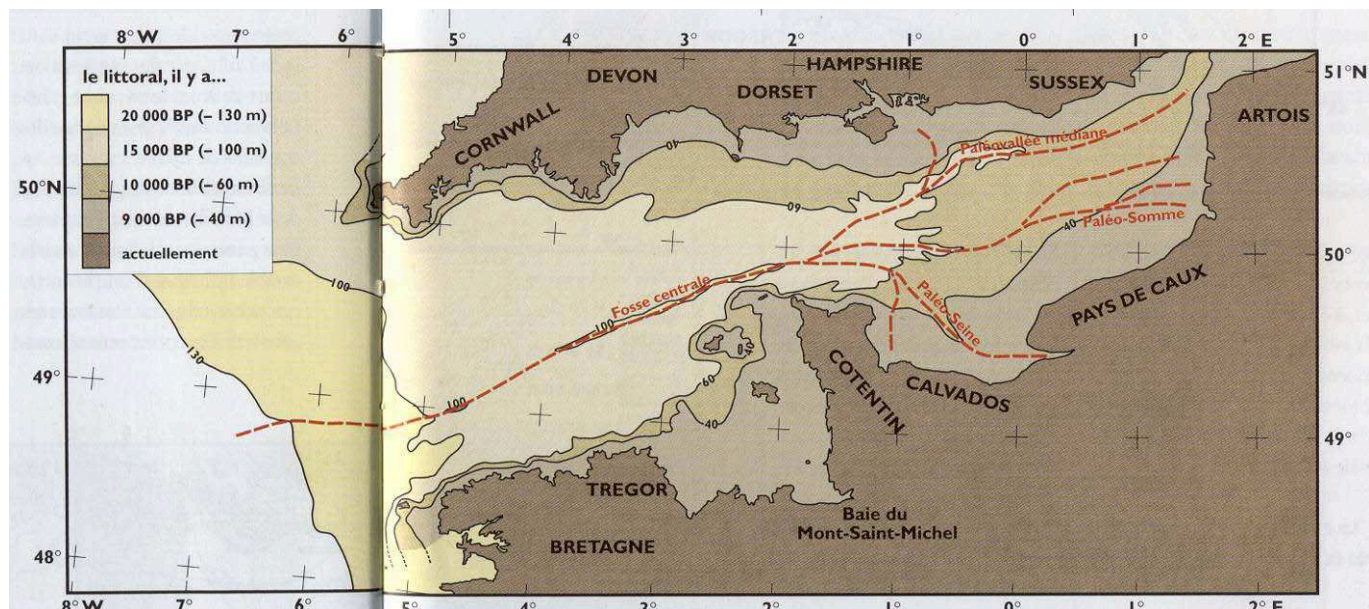 8° W 7° 6° 5° 4° 3° 2° 1° 0° 1° 2° E
le littoral, il y a...
20 000 BP (– 130 m)
15 000 BP (– 100 m)
10 000 BP (– 60 m)
9 000 BP (– 40 m)
actuellement
DEVON
HAMPSHIRE
DORSET
SUSSEX
51° N
ARTOIS
CORNWALL
40
Paléovallée médiane
50° N
60
40
Paléo-Somme
50°
100
Fosse centrale
100
PAYS DE CAUX
Paléo-Seine
130
40
49°
60
COTENTIN
CALVADOS
100
40
49°
TREGOR
Baie du
Mont-Saint-Michel
BRETAGNE
48°
8° W 7° 6° 5° 4° 3° 2° 1° 0° 1° 2° E